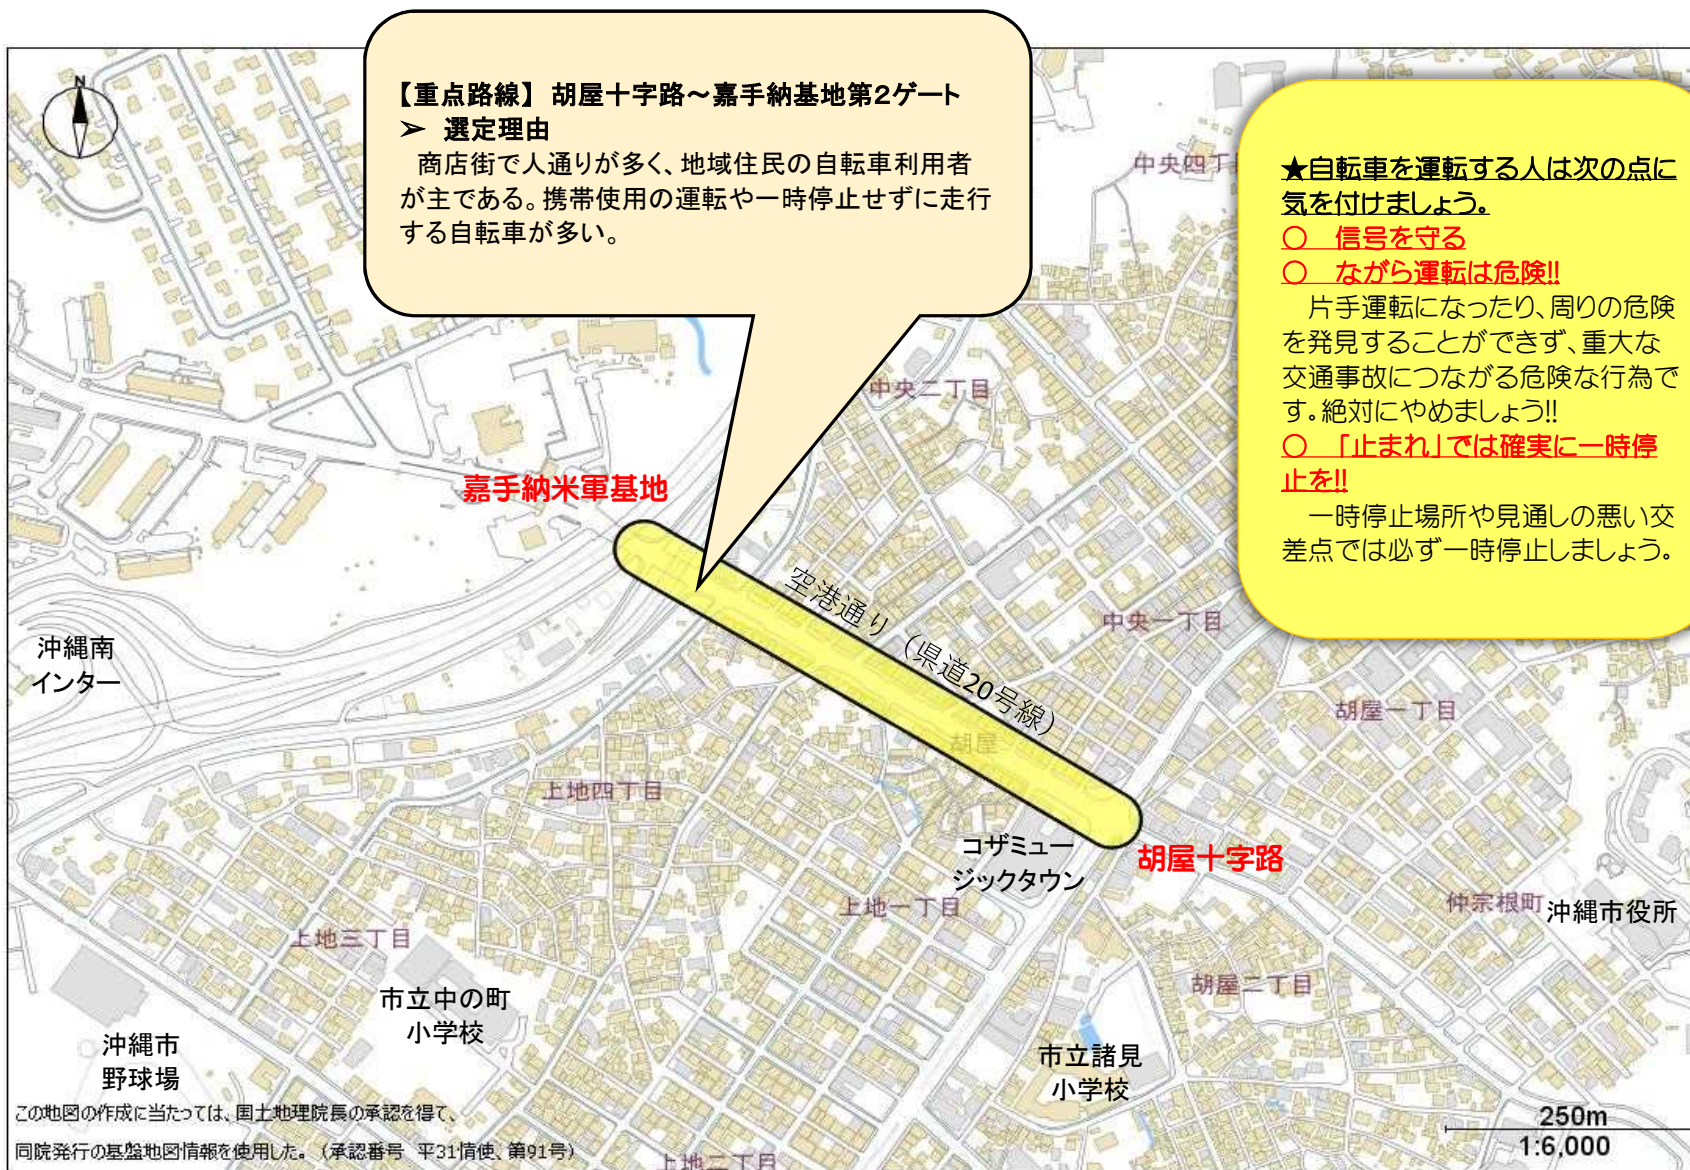 N
【重点路線】 胡屋十字路～嘉手納基地第2ゲート
➢ 選定理由
　商店街で人通りが多く、地域住民の自転車利用者
が主である。携帯使用の運転や一時停止せずに走行
する自転車が多い。
★自転車を運転する人は次の点に
気を付けましょう。
○　信号を守る
○　ながら運転は危険!!
　片手運転になったり、周りの危険
を発見することができず、重大な
交通事故につながる危険な行為で
す。絶対にやめましょう!!
○　「止まれ」では確実に一時停
止を!!
　一時停止場所や見通しの悪い交
差点では必ず一時停止しましょう。
中央四丁
中央二丁目
嘉手納米軍基地
空港通り（県道20号線）
中央一丁目
沖縄南
インター
胡屋一丁目
胡屋
上地四丁目
コザミュー
ジックタウン
胡屋十字路
上地一丁目
仲宗根町
沖縄市役所
上地三丁目
胡屋二丁目
市立中の町
小学校
沖縄市
野球場
市立諸見
小学校
この地図の作成に当たっては、国土地理院長の承認を得て、
同院発行の基盤地図情報を使用した。（承認番号 平31情使、第91号）
上地二丁目
250m
1:6,000